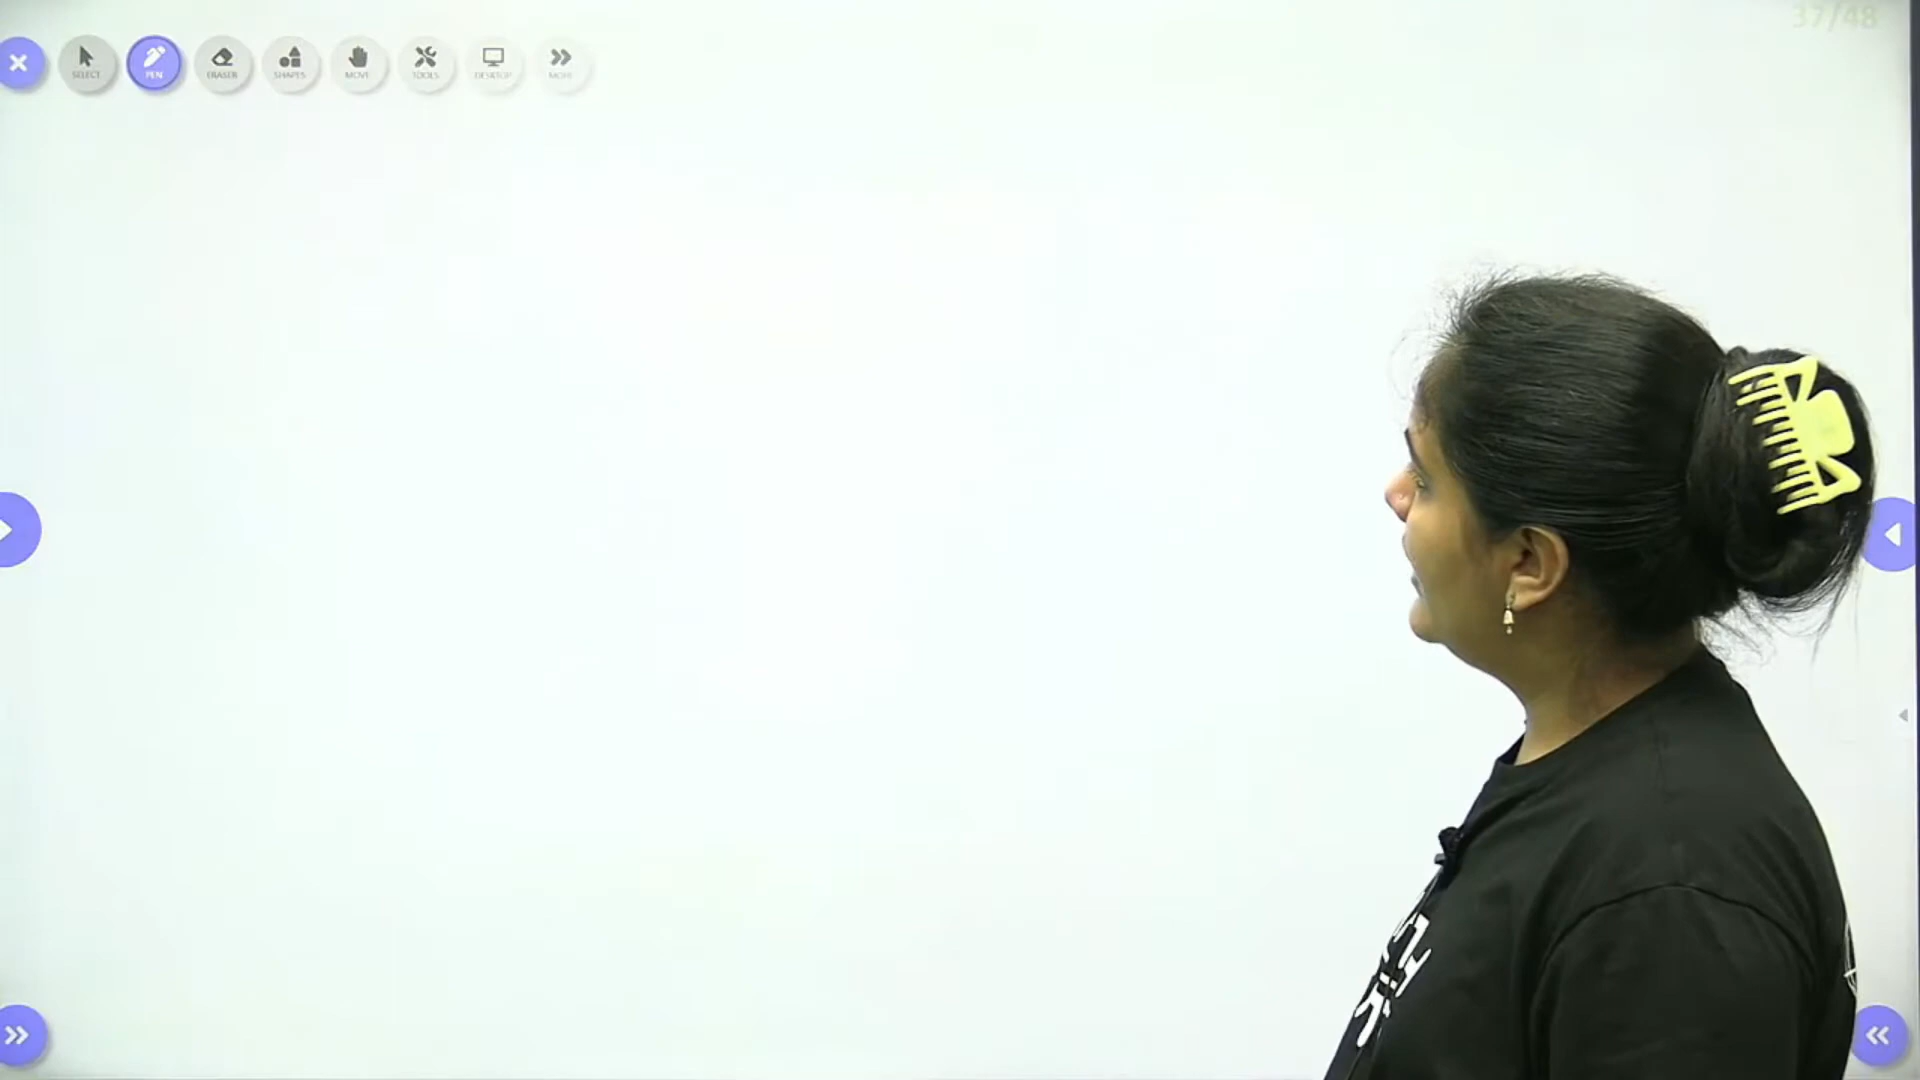 37/48
SELECT
PEN
ERASER
SHAPES
MOVE
TOOLS
DESKTOP
MORE